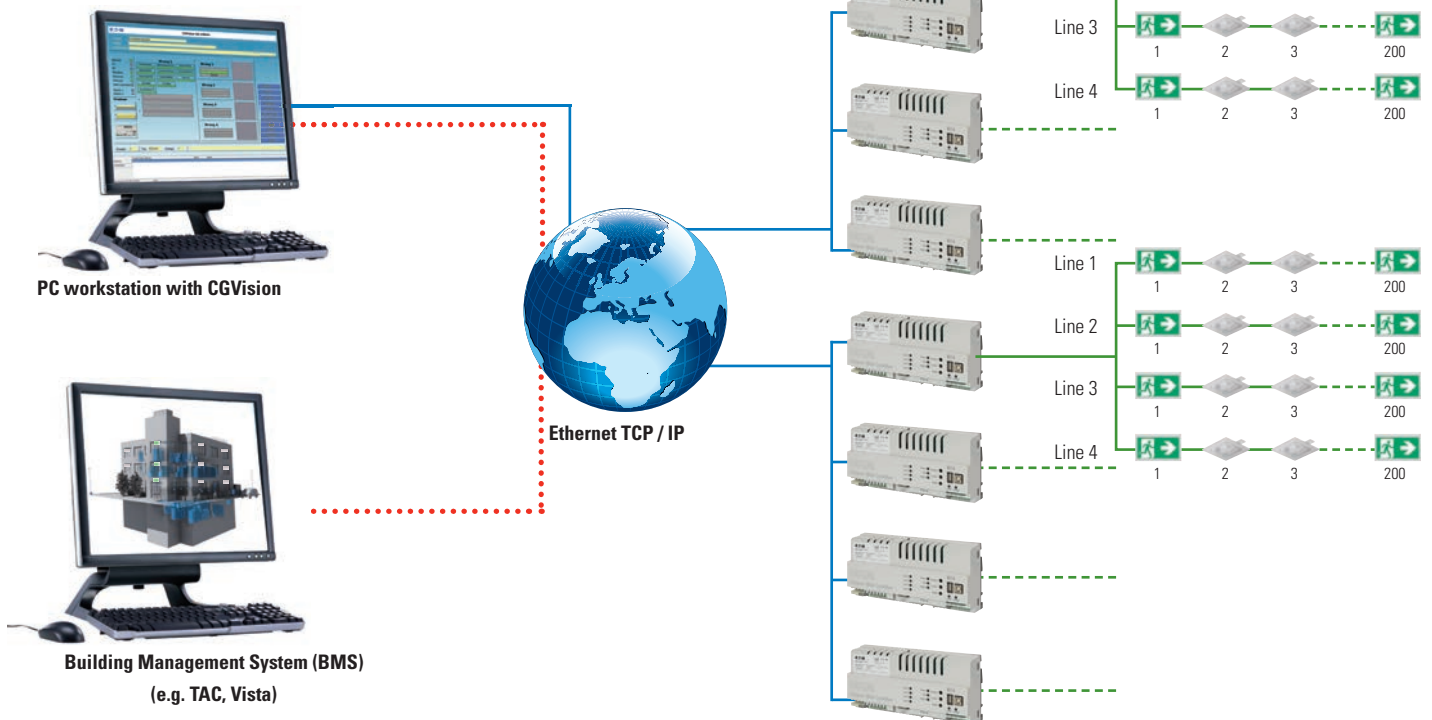 Line 3
1 2 3 200
Line 4
1 2 3 200
PC workstation with CGVision
Line 1
1 2 3 200
Line 2
1 2 3 200
Line 3
1 2 3 200
Line 4
1 2 3 200
Ethernet TCP / IP
Building Management System (BMS)
(e.g. TAC, Vista)